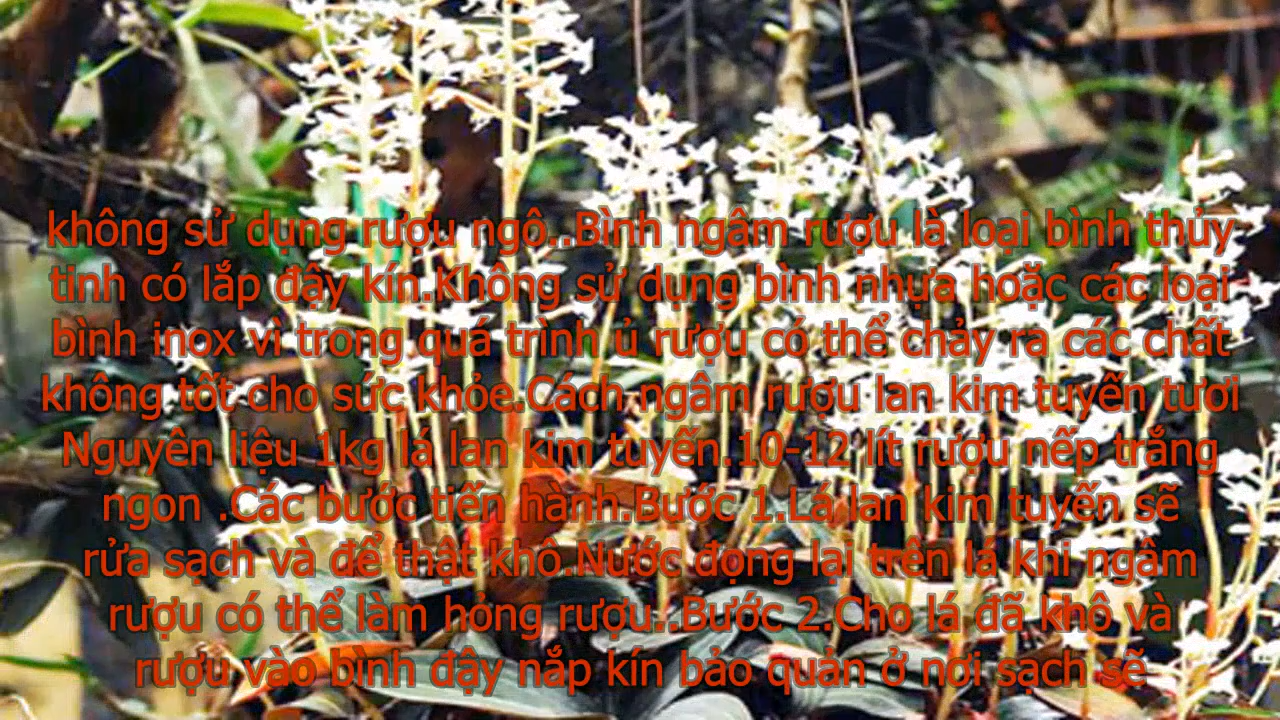 không sử dụng rượu ngô..Bình ngâm rượu là loại bình thủy
tinh có lắp đậy kín.Không sử dụng bình nhựa hoặc các loại
bình inox vì trong quá trình ủ rượu có thể chảy ra các chất
không tốt cho sức khỏe.Cách ngâm rượu lan kim tuyến tươi
Nguyên liệu 1kg lá lan kim tuyến.10-12 lít rượu nếp trắng
ngon .Các bước tiến hành.Bước 1.Lá lan kim tuyến sẽ
rửa sạch và để thật khô.Nước đọng lại trên lá khi ngâm
rượu có thể làm hỏng rượu..Bước 2.Cho lá đã khô và
rượu vào bình đậy nắp kín bảo quản ở nơi sạch sẽ